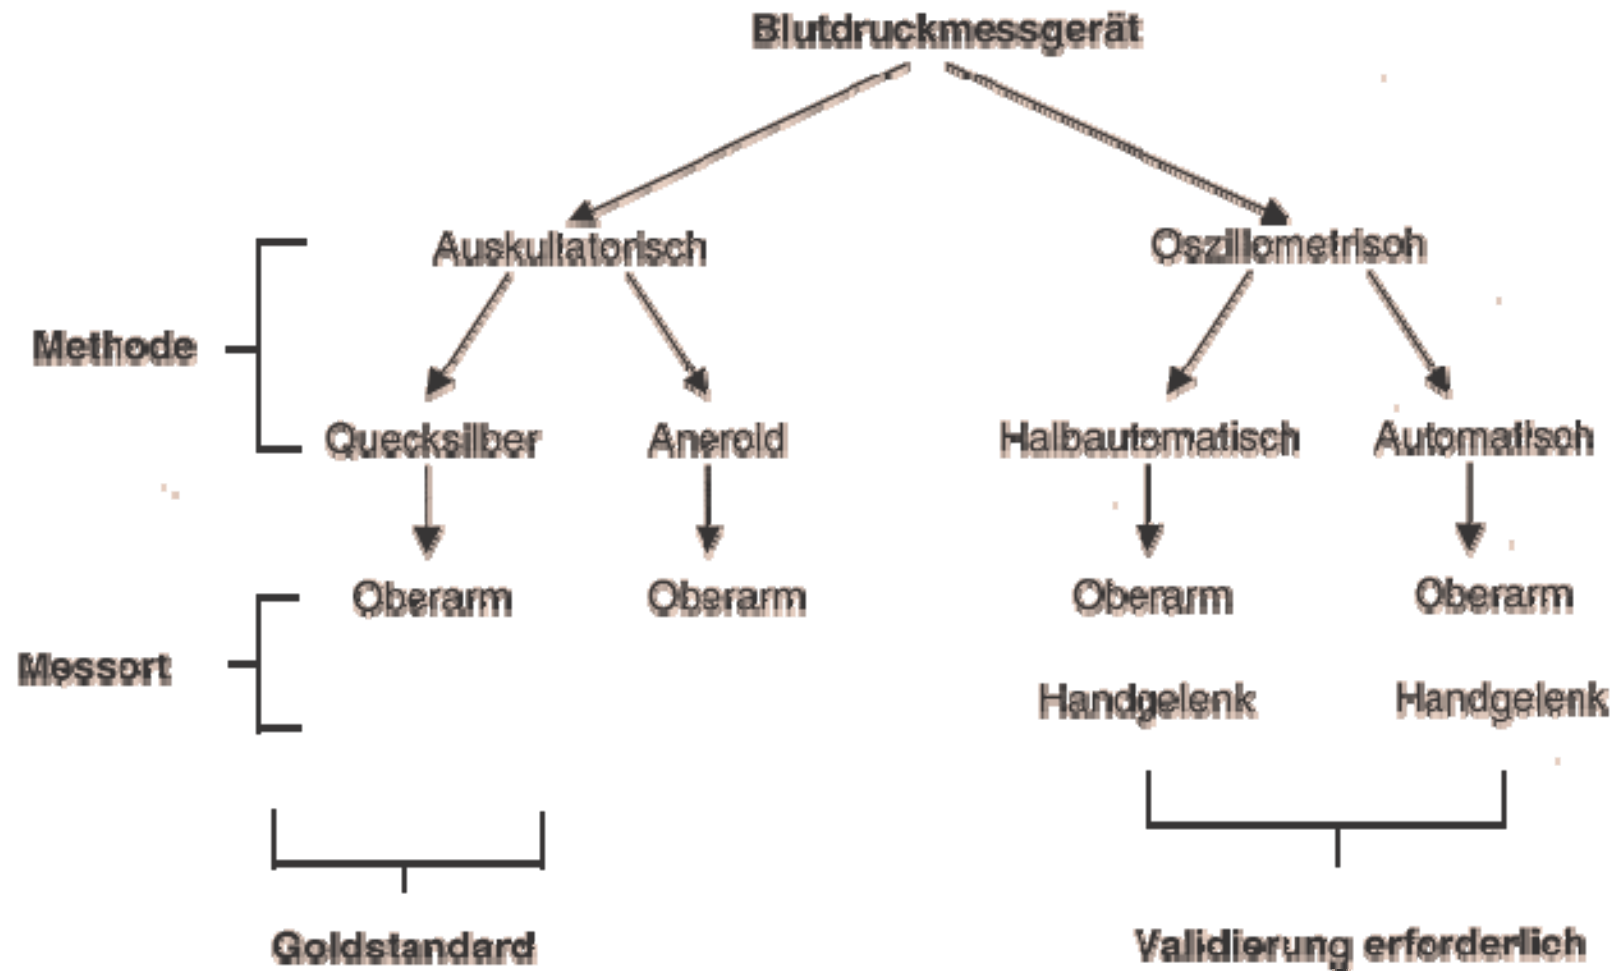 Blutdruckmessgerät
Auskultatorisch Oszillometrisch
Methode
Quecksilber Aneroid Halbautomatisch Automatisch
Oberarm Oberarm Oberarm Oberarm
Messort
Handgelenk Handgelenk
Goldstandard Validierung erforderlich